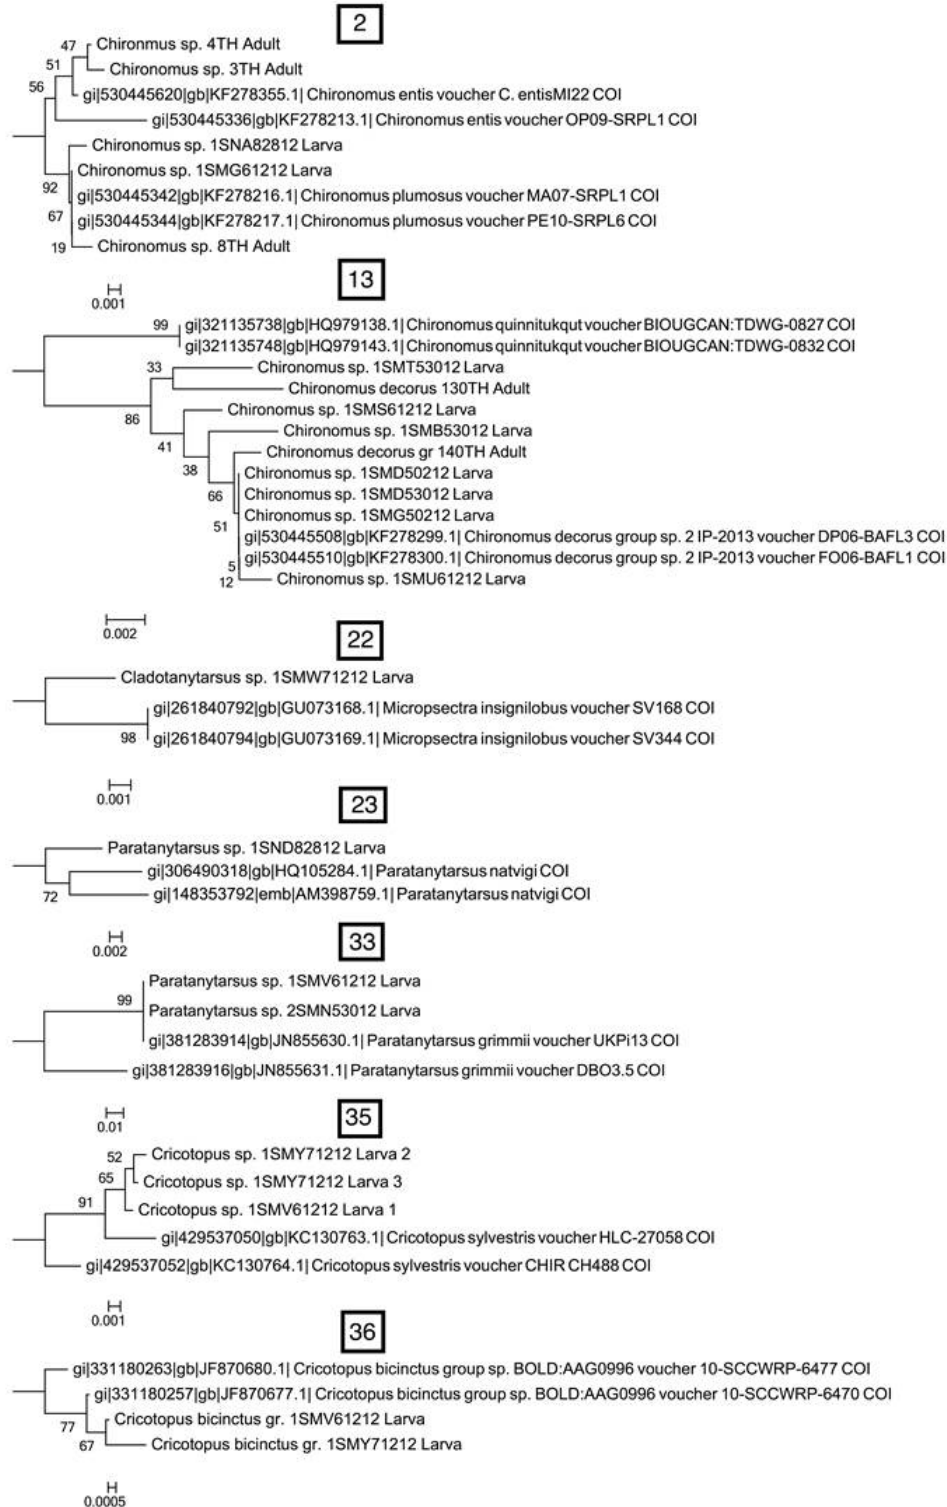 2
47 Chironmus sp. 4TH Adult
51 Chironomus sp. 3TH Adult
56 gi|530445620|gb|KF278355.1| Chironomus entis voucher C. entisMI22 COI
gi|530445336|gb|KF278213.1| Chironomus entis voucher OP09-SRPL1 COI
Chironomus sp. 1SNA82812 Larva
Chironomus sp. 1SMG61212 Larva
92 gi|530445342|gb|KF278216.1| Chironomus plumosus voucher MA07-SRPL1 COI
67 gi|530445344|gb|KF278217.1| Chironomus plumosus voucher PE10-SRPL6 COI
19 Chironomus sp. 8TH Adult
0.001
13
99 gi|321135738|gb|HQ979138.1| Chironomus quinnitukqut voucher BIOUGCAN:TDWG-0827 COI
gi|321135748|gb|HQ979143.1| Chironomus quinnitukqut voucher BIOUGCAN:TDWG-0832 COI
33 Chironomus sp. 1SMT53012 Larva
Chironomus decorus 130TH Adult
86 Chironomus sp. 1SMS61212 Larva
Chironomus sp. 1SMB53012 Larva
41 Chironomus decorus gr 140TH Adult
38 Chironomus sp. 1SMD50212 Larva
66 Chironomus sp. 1SMD53012 Larva
Chironomus sp. 1SMG50212 Larva
51 gi|530445508|gb|KF278299.1| Chironomus decorus group sp. 2 IP-2013 voucher DP06-BAFL3 COI
gi|530445510|gb|KF278300.1| Chironomus decorus group sp. 2 IP-2013 voucher FO06-BAFL1 COI
5
12 Chironomus sp. 1SMU61212 Larva
0.002
22
Cladotanytarsus sp. 1SMW71212 Larva
gi|261840792|gb|GU073168.1| Micropsectra insignilobus voucher SV168 COI
98 gi|261840794|gb|GU073169.1| Micropsectra insignilobus voucher SV344 COI
0.001
23
Paratanytarsus sp. 1SND82812 Larva
gi|306490318|gb|HQ105284.1| Paratanytarsus natvigi COI
72 gi|148353792|emb|AM398759.1| Paratanytarsus natvigi COI
0.002
33
Paratanytarsus sp. 1SMV61212 Larva
99 Paratanytarsus sp. 2SMN53012 Larva
gi|381283914|gb|JN855630.1| Paratanytarsus grimmii voucher UKPi13 COI
gi|381283916|gb|JN855631.1| Paratanytarsus grimmii voucher DBO3.5 COI
0.01
35
52 Cricotopus sp. 1SMY71212 Larva 2
65 Cricotopus sp. 1SMY71212 Larva 3
91 Cricotopus sp. 1SMV61212 Larva 1
gi|429537050|gb|KC130763.1| Cricotopus sylvestris voucher HLC-27058 COI
gi|429537052|gb|KC130764.1| Cricotopus sylvestris voucher CHIR CH488 COI
0.001
36
gi|331180263|gb|JF870680.1| Cricotopus bicinctus group sp. BOLD:AAG0996 voucher 10-SCCWRP-6477 COI
gi|331180257|gb|JF870677.1| Cricotopus bicinctus group sp. BOLD:AAG0996 voucher 10-SCCWRP-6470 COI
77 Cricotopus bicinctus gr. 1SMV61212 Larva
67 Cricotopus bicinctus gr. 1SMY71212 Larva
0.0005